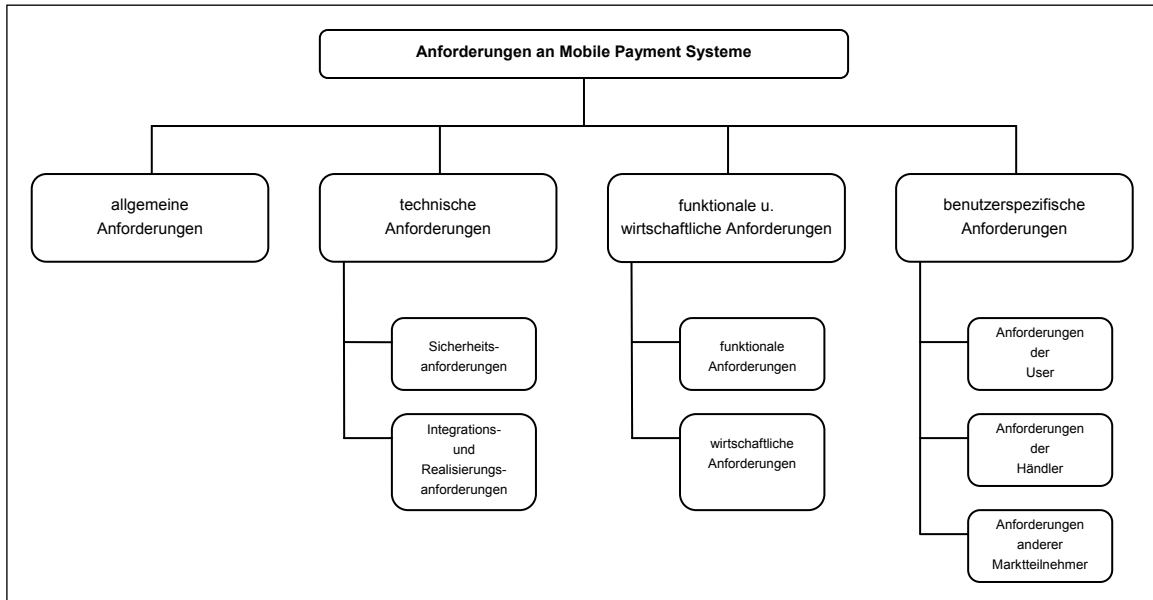 Anforderungen an Mobile Payment Systeme
allgemeine
Anforderungen
technische
Anforderungen
funktionale u.
wirtschaftliche Anforderungen
benutzerspezifische
Anforderungen
Sicherheits-
anforderungen
Integrations-
und
Realisierungs-
anforderungen
funktionale
Anforderungen
wirtschaftliche
Anforderungen
Anforderungen
der
User
Anforderungen
der
Händler
Anforderungen
anderer
Marktteilnehmer